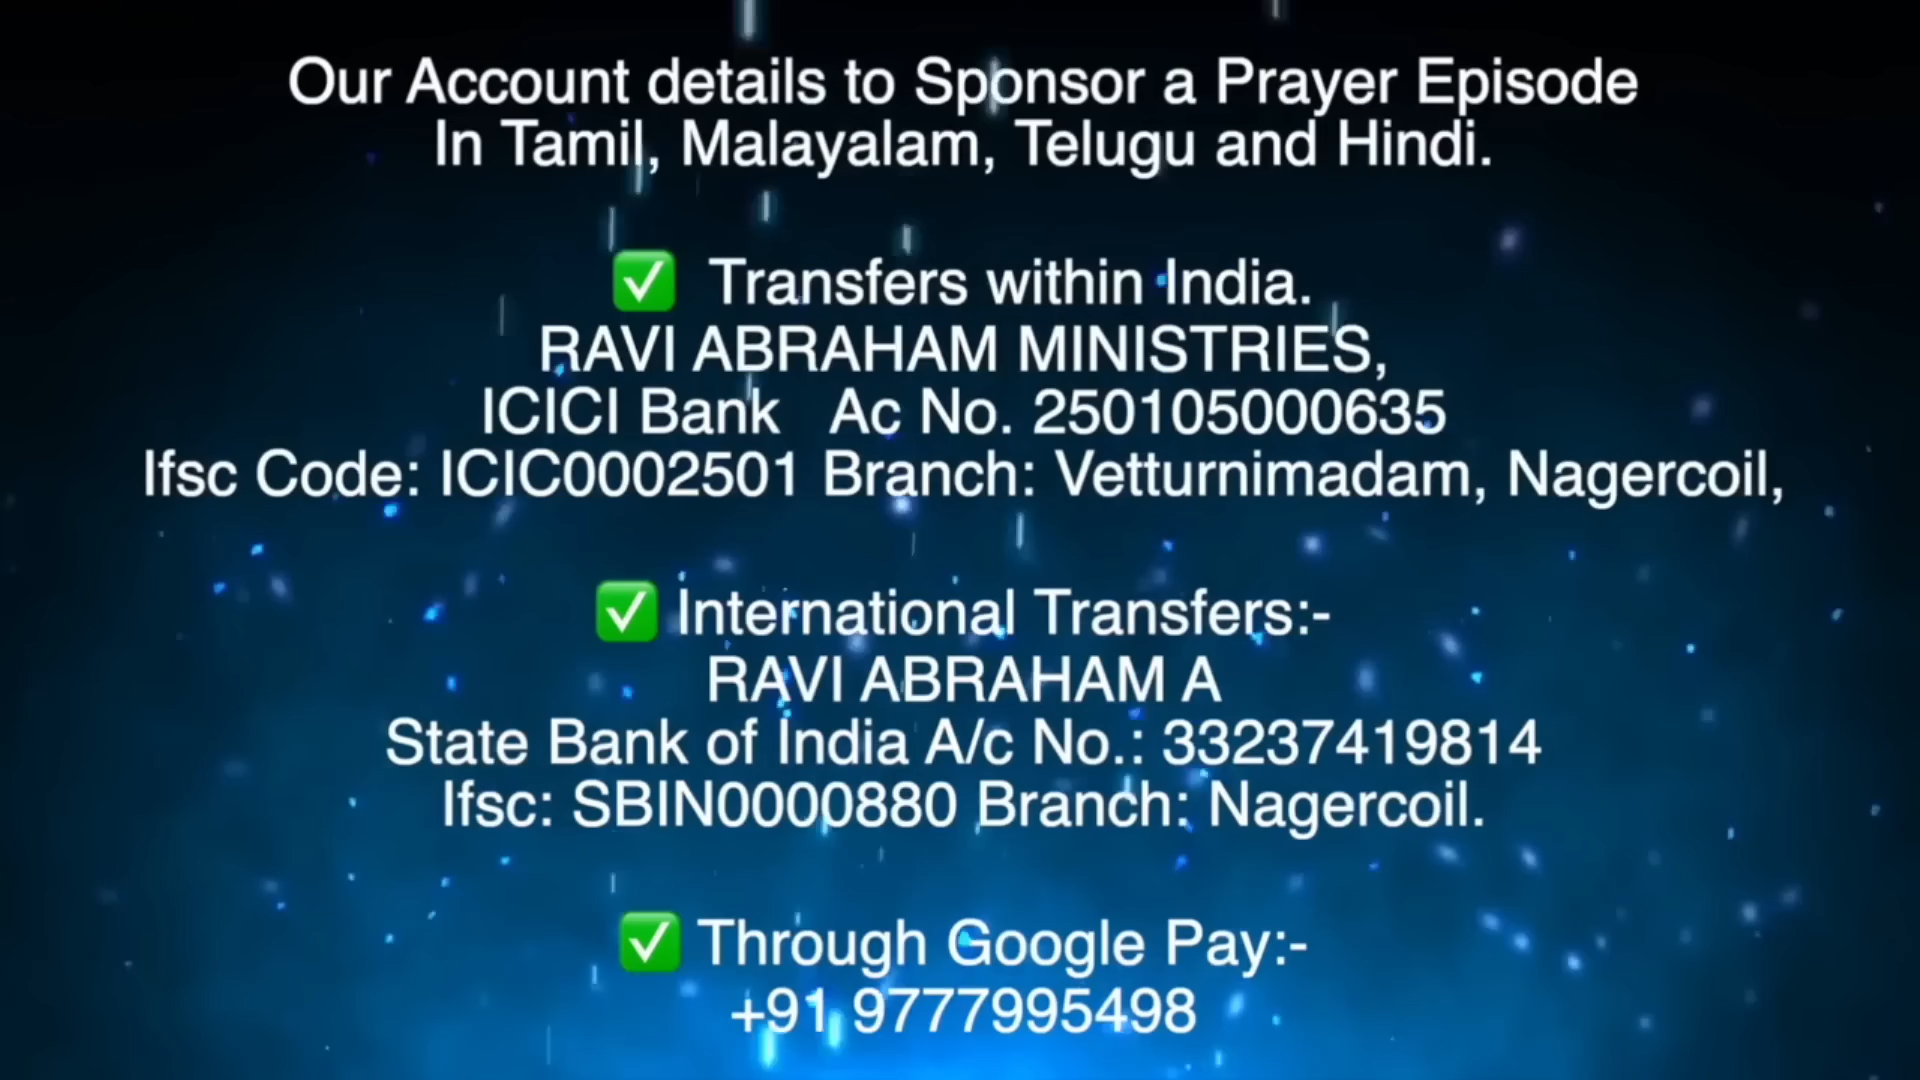 Our Account details to Sponsor a Prayer Episode
In Tamil, Malayalam, Telugu and Hindi.
✅ Transfers within India.
RAVI ABRAHAM MINISTRIES,
ICICI Bank   Ac No. 250105000635
Ifsc Code: ICIC0002501 Branch: Vetturnimadam, Nagercoil,
✅ International Transfers:-
RAVI ABRAHAM A
State Bank of India A/c No.: 33237419814
Ifsc: SBIN0000880 Branch: Nagercoil.
✅ Through Google Pay:-
+91 9777995498